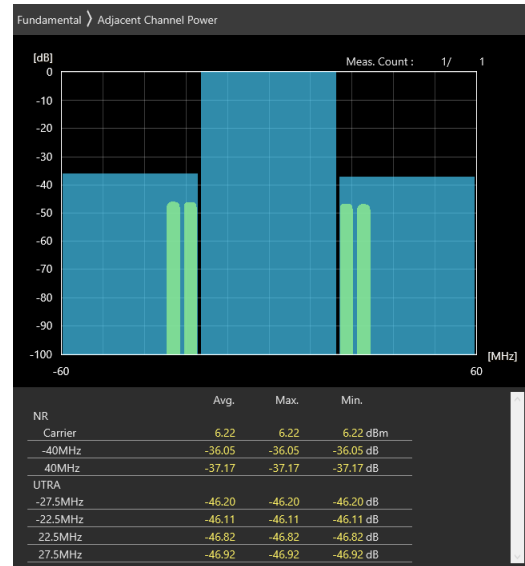 Fundamental 〉 Adjacent Channel Power
[dB]
Meas. Count : 1/ 1
0
-10
-20
-30
-40
-50
-60
-70
-80
-90
-100
[MHz]
-60 60
Avg. Max. Min.
NR
Carrier 6.22 6.22 6.22 dBm
-40MHz -36.05 -36.05 -36.05 dB
40MHz -37.17 -37.17 -37.17 dB
UTRA
-27.5MHz -46.20 -46.20 -46.20 dB
-22.5MHz -46.11 -46.11 -46.11 dB
22.5MHz -46.82 -46.82 -46.82 dB
27.5MHz -46.92 -46.92 -46.92 dB